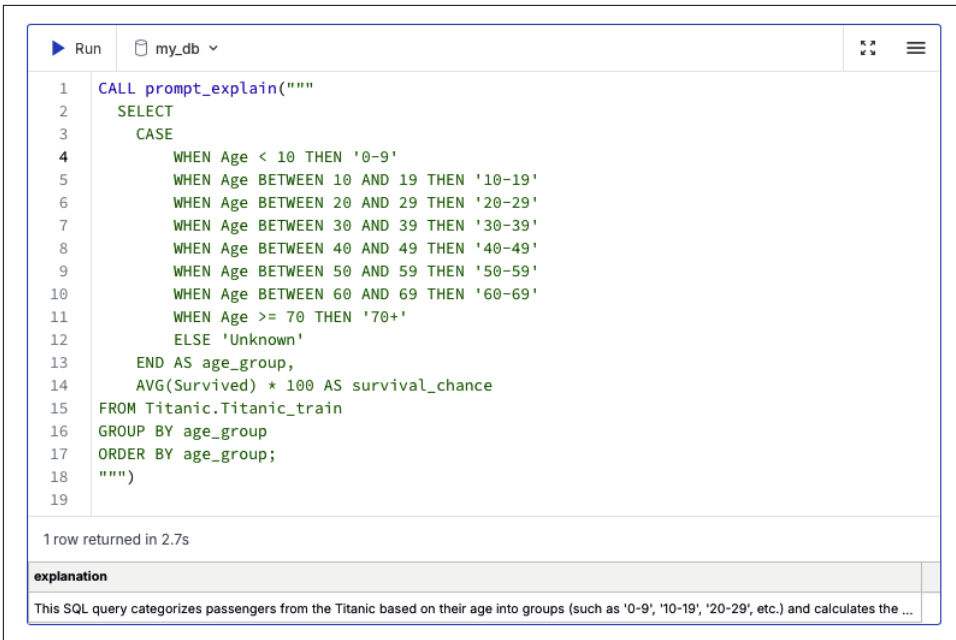 Run my_db
1 CALL prompt_explain("""
2 SELECT
3 CASE
4 WHEN Age < 10 THEN '0-9'
5 WHEN Age BETWEEN 10 AND 19 THEN '10-19'
6 WHEN Age BETWEEN 20 AND 29 THEN '20-29'
7 WHEN Age BETWEEN 30 AND 39 THEN '30-39'
8 WHEN Age BETWEEN 40 AND 49 THEN '40-49'
9 WHEN Age BETWEEN 50 AND 59 THEN '50-59'
10 WHEN Age BETWEEN 60 AND 69 THEN '60-69'
11 WHEN Age >= 70 THEN '70+'
12 ELSE 'Unknown'
13 END AS age_group,
14 AVG(Survived) * 100 AS survival_chance
15 FROM Titanic.Titanic_train
16 GROUP BY age_group
17 ORDER BY age_group;
18 """)
19
1 row returned in 2.7s
explanation
This SQL query categorizes passengers from the Titanic based on their age into groups (such as '0-9', '10-19', '20-29', etc.) and calculates the ...